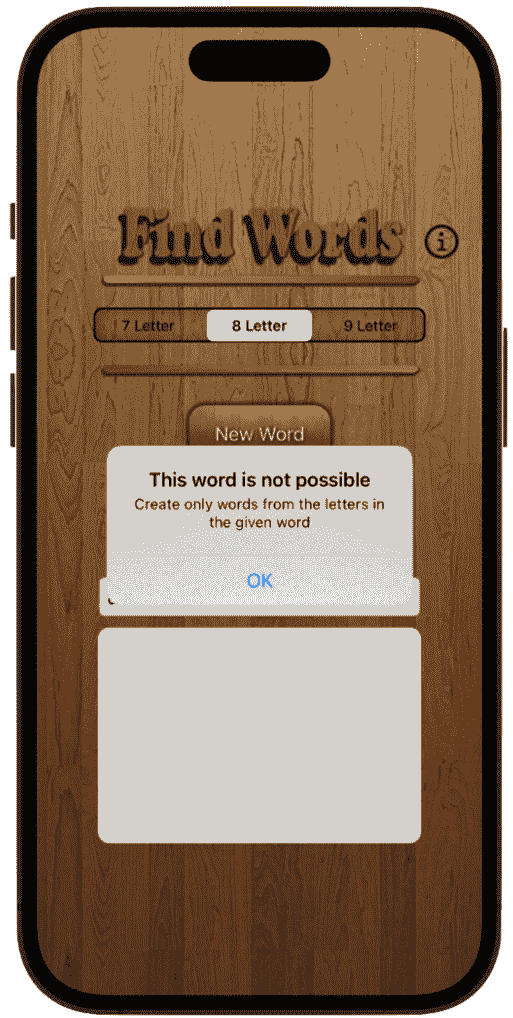 Find Words
7 Letter 8 Letter 9 Letter
New Word
This word is not possible
Create only words from the letters in
the given word
OK